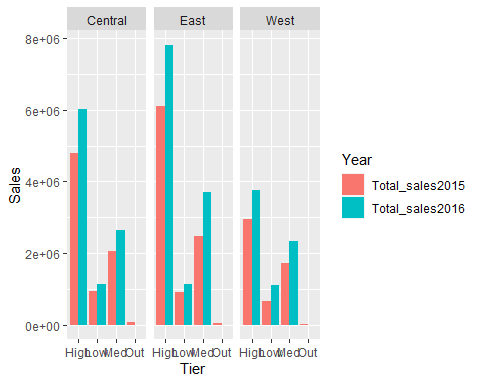 Central East West
8e+06
6e+06
4e+06
2e+06
0e+00
Sales
High Low Med Out High Low Med Out High Low Med Out
Tier
Year
Total_sales2015
Total_sales2016